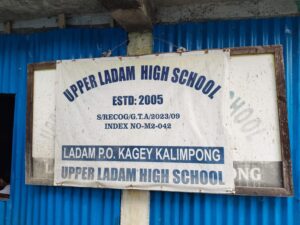 UPPER LADAM HIGH SCHOOL
ESTD: 2005
S/RECOG/G.T.A/2023/09
INDEX NO-M2-042
LADAM P.O. KAGEY KALIMPONG
UPPER LADAM HIGH SCHOOL